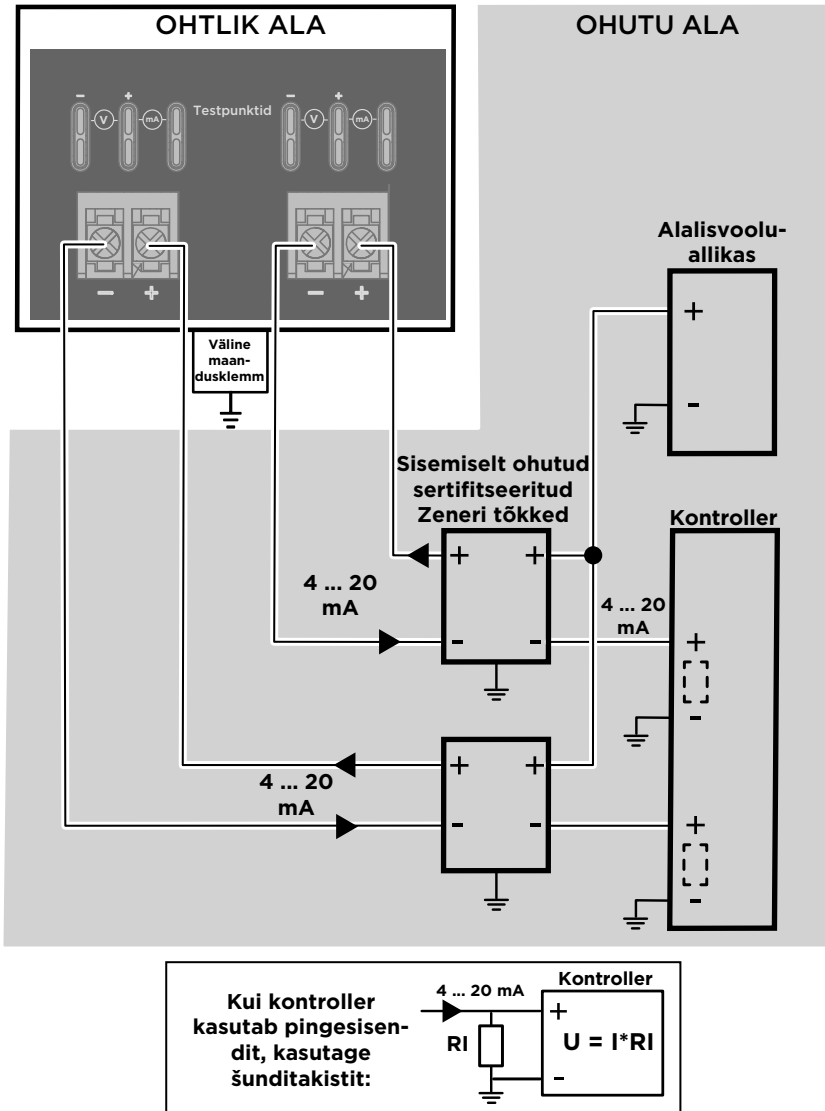 OHTLIK ALA
OHUTU ALA
- + - +
V mA Testpunktid V mA
- + - +
Väline
maan-
dusklemm
Alalisvoolu-
allikas
+
-
Sisemiselt ohutud
sertifitseeritud
Zeneri tõkked
Kontroller
+ +
4 ... 20
mA
4 ... 20
mA
- -
+
-
+ +
4 ... 20
mA
- -
+
-
Kui kontroller
kasutab pingesisen-
dit, kasutage
šunditakistit:
4 ... 20 mA
Kontroller
+
RI
U = I*RI
-